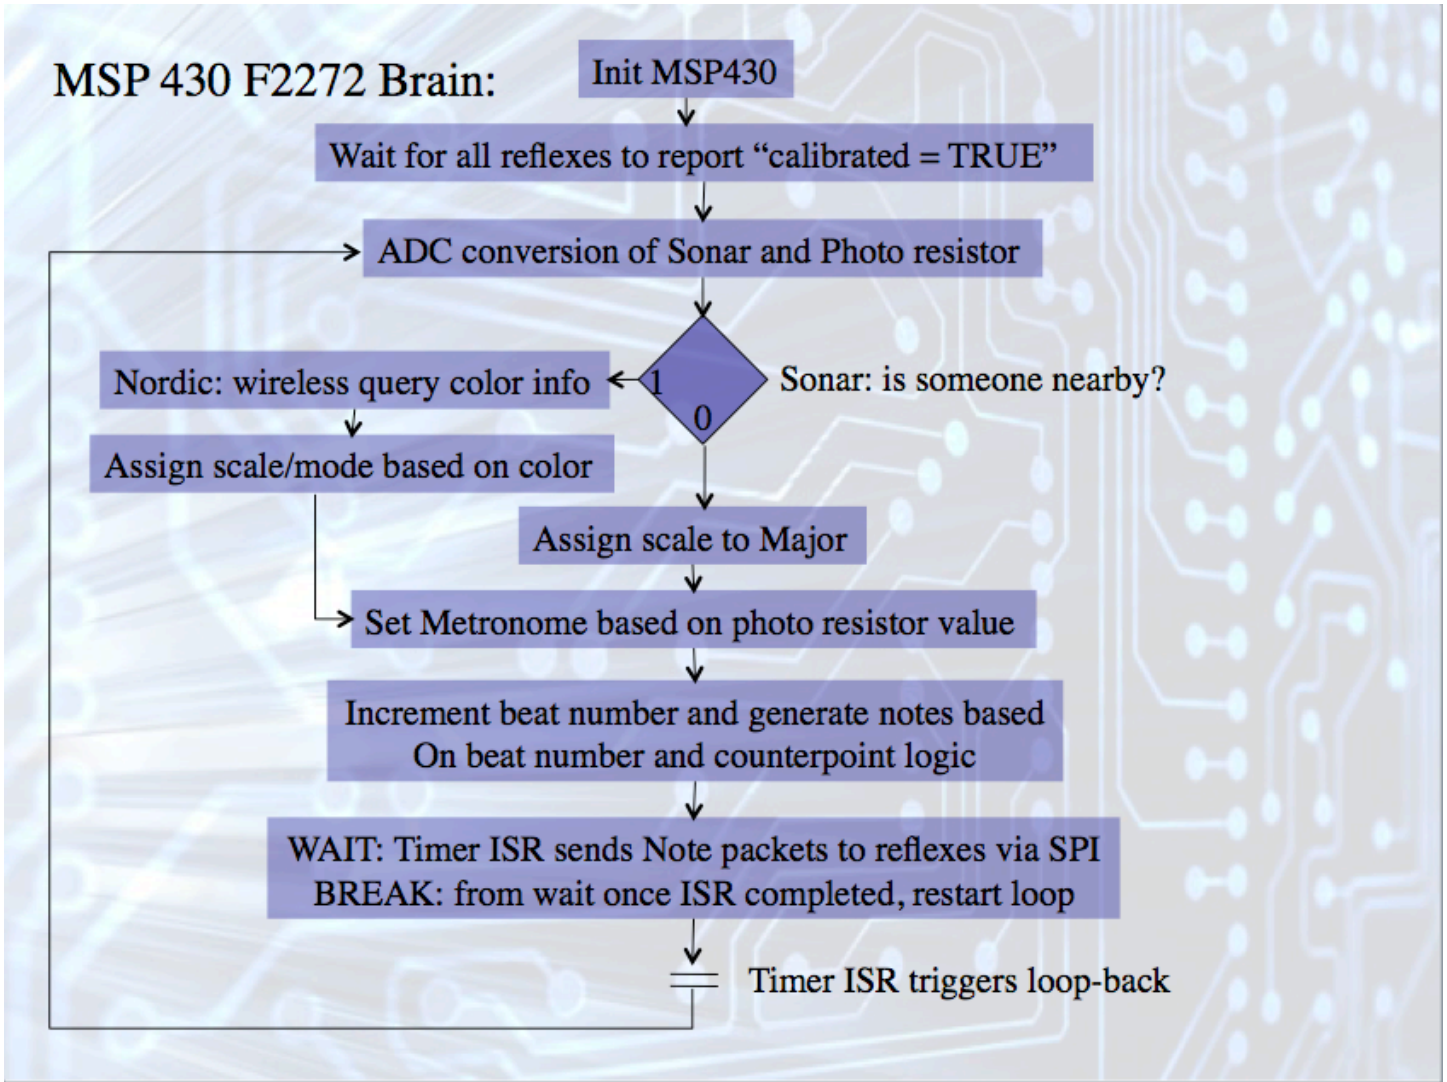 MSP 430 F2272 Brain:
Init MSP430
Wait for all reflexes to report “calibrated = TRUE”
ADC conversion of Sonar and Photo resistor
Nordic: wireless query color info
1
0
Sonar: is someone nearby?
Assign scale/mode based on color
Assign scale to Major
Set Metronome based on photo resistor value
Increment beat number and generate notes based
On beat number and counterpoint logic
WAIT: Timer ISR sends Note packets to reflexes via SPI
BREAK: from wait once ISR completed, restart loop
Timer ISR triggers loop-back